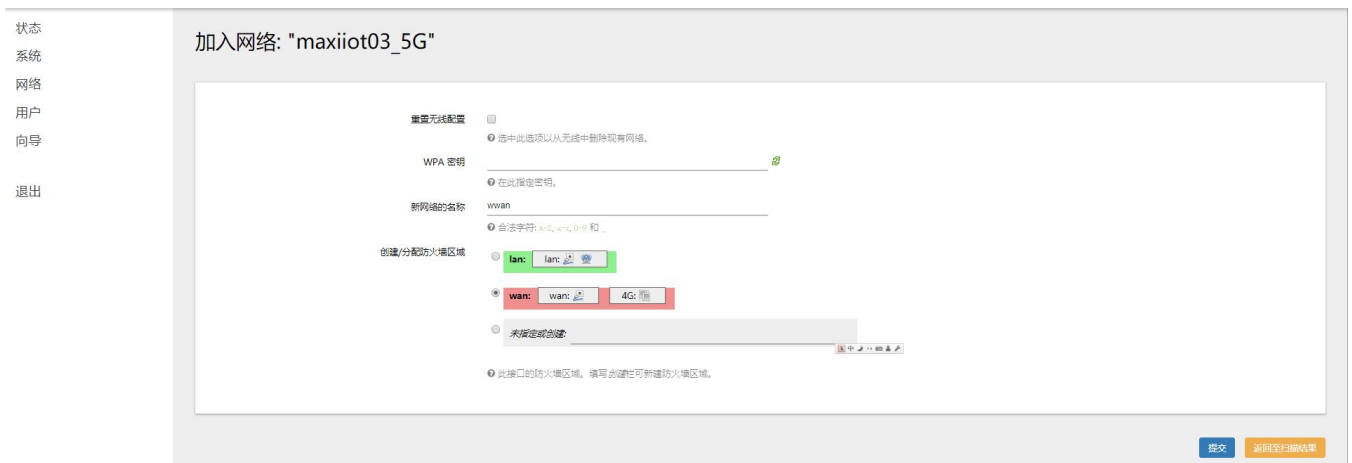 状态
系统
网络
用户
向导
退出
加入网络: "maxiiot03_5G"
重置无线配置
选中此选项以从无线中删除现有网络。
WPA 密钥
在此指定密钥。
新网络的名称 wwan
合法字符: A-Z, a-z, 0-9 和 _
创建/分配防火墙区域
lan: lan:
wan: wan: 4G:
未指定或创建:
中
此接口的防火墙区域。填写创建栏可新建防火墙区域。
提交 返回至扫描结果